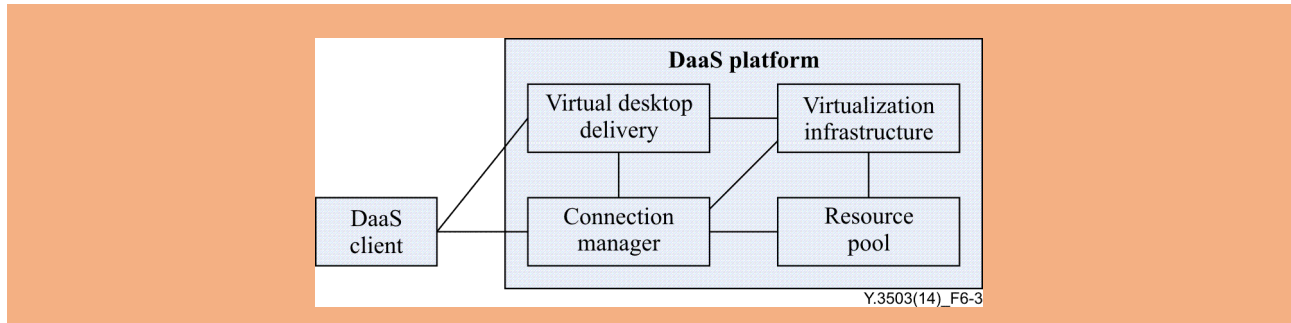 DaaS platform
Virtual desktop
delivery
Virtualization
infrastructure
DaaS
client
Connection
manager
Resource
pool
Y.3503(14)_F6-3